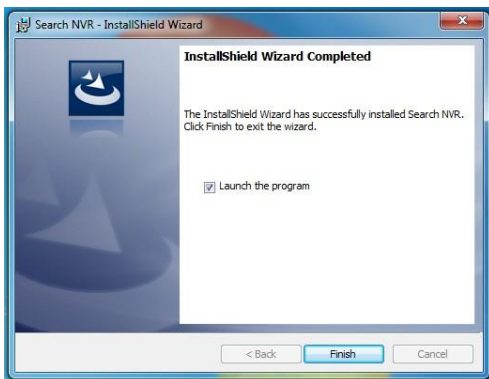 Search NVR - InstallShield Wizard
InstallShield Wizard Completed
The InstallShield Wizard has successfully installed Search NVR.
Click Finish to exit the wizard.
Launch the program
< Back
Finish
Cancel